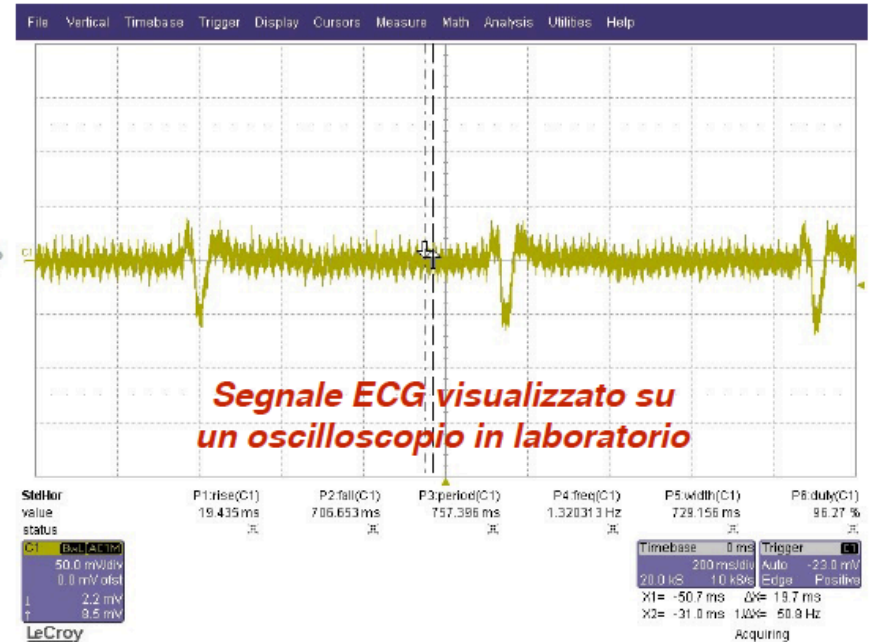 File Vertical Timebase Trigger Display Cursors Measure Math Analysis Utilities Help
C1
Segnale ECG visualizzato su
un oscilloscopio in laboratorio
StdHor P1:rise(C1) P2:fall(C1) P3:period(C1) P4:freq(C1) P5:width(C1) P6:duty(C1)
value 19.435 ms 706.653 ms 757.396 ms 1.320313 Hz 729.156 ms 96.27 %
status
C1 BwL AC1M
50.0 mV/div
0.0 mV ofst
2.2 mV
8.5 mV
Timebase 0 ms Trigger C1
200 ms/div Auto -23.0 mV
20.0 kS 10 kS/s Edge Positive
X1= -50.7 ms ΔX= 19.7 ms
X2= -31.0 ms 1/ΔX= 50.8 Hz
LeCroy Acquiring